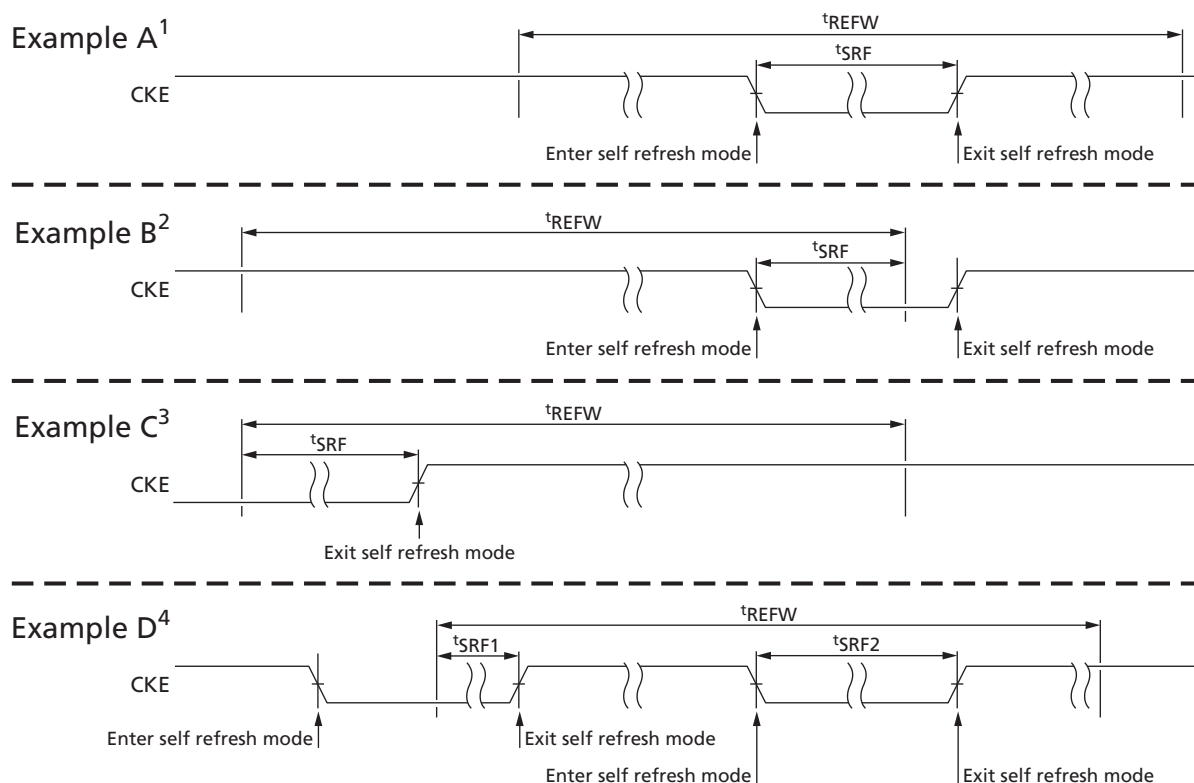 Example A¹
ᵗREFW
ᵗSRF
CKE
Enter self refresh mode
Exit self refresh mode
Example B²
ᵗREFW
ᵗSRF
CKE
Enter self refresh mode
Exit self refresh mode
Example C³
ᵗREFW
ᵗSRF
CKE
Exit self refresh mode
Example D⁴
ᵗREFW
ᵗSRF1
ᵗSRF2
CKE
Enter self refresh mode
Exit self refresh mode
Enter self refresh mode
Exit self refresh mode